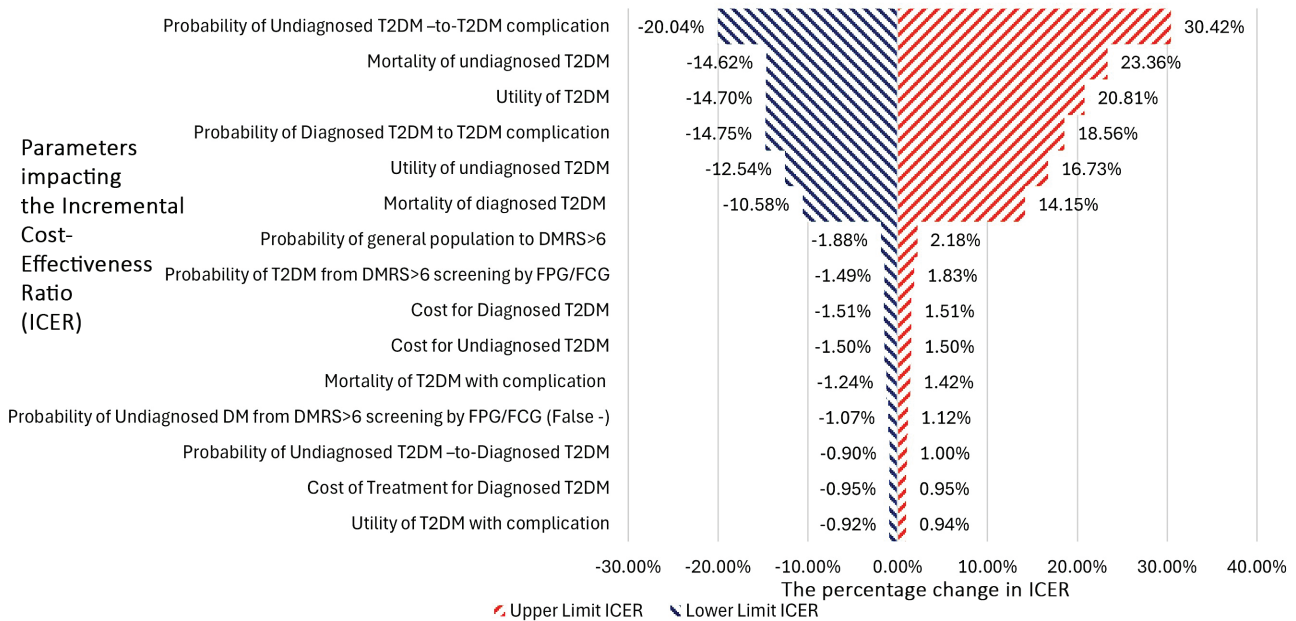 Probability of Undiagnosed T2DM –to-T2DM complication -20.04% 30.42%
Mortality of undiagnosed T2DM -14.62% 23.36%
Utility of T2DM -14.70% 20.81%
Probability of Diagnosed T2DM to T2DM complication -14.75% 18.56%
Utility of undiagnosed T2DM -12.54% 16.73%
Mortality of diagnosed T2DM -10.58% 14.15%
Probability of general population to DMRS>6 -1.88% 2.18%
Probability of T2DM from DMRS>6 screening by FPG/FCG -1.49% 1.83%
Cost for Diagnosed T2DM -1.51% 1.51%
Cost for Undiagnosed T2DM -1.50% 1.50%
Mortality of T2DM with complication -1.24% 1.42%
Probability of Undiagnosed DM from DMRS>6 screening by FPG/FCG (False -) -1.07% 1.12%
Probability of Undiagnosed T2DM –to-Diagnosed T2DM -0.90% 1.00%
Cost of Treatment for Diagnosed T2DM -0.95% 0.95%
Utility of T2DM with complication -0.92% 0.94%
Parameters
impacting
the Incremental
Cost-
Effectiveness
Ratio
(ICER)
-30.00% -20.00% -10.00% 0.00% 10.00% 20.00% 30.00% 40.00%
The percentage change in ICER
Upper Limit ICER Lower Limit ICER